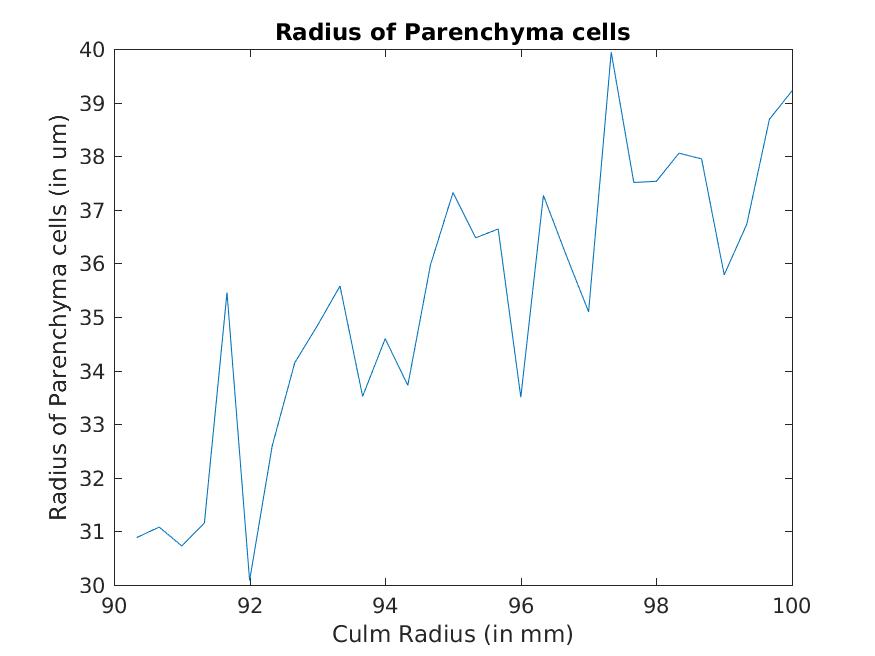 Radius of Parenchyma cells
Radius of Parenchyma cells (in um)
40
39
38
37
36
35
34
33
32
31
30
90 92 94 96 98 100
Culm Radius (in mm)